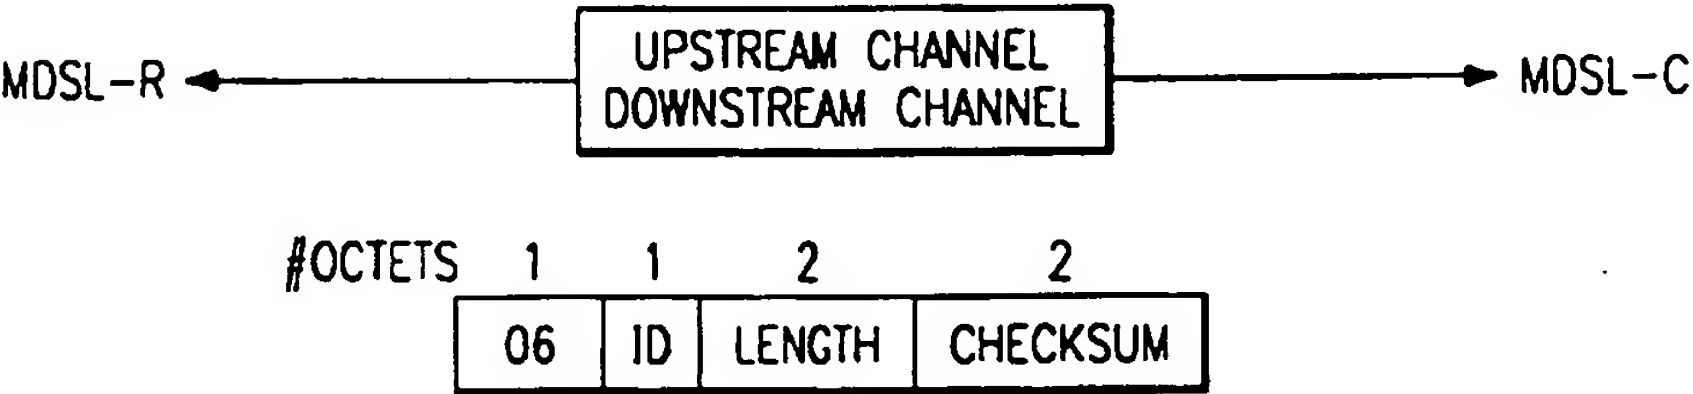 UPSTREAM CHANNEL
MDSL-R DOWNSTREAM CHANNEL MDSL-C
#OCTETS 1 1 2 2
06 ID LENGTH CHECKSUM